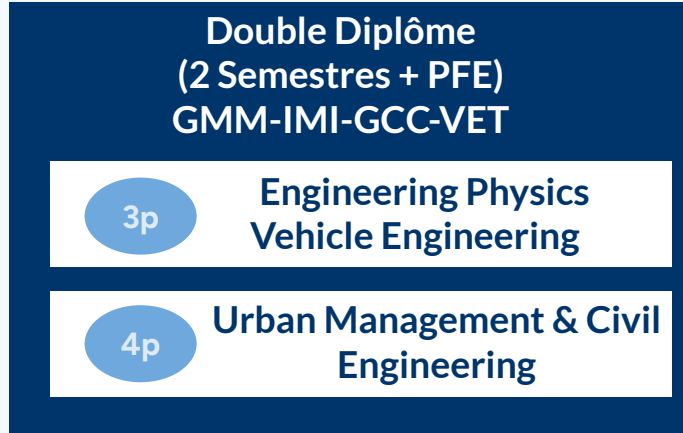 Double Diplôme
(2 Semestres + PFE)
GMM-IMI-GCC-VET
3p
Engineering Physics
Vehicle Engineering
4p
Urban Management & Civil
Engineering